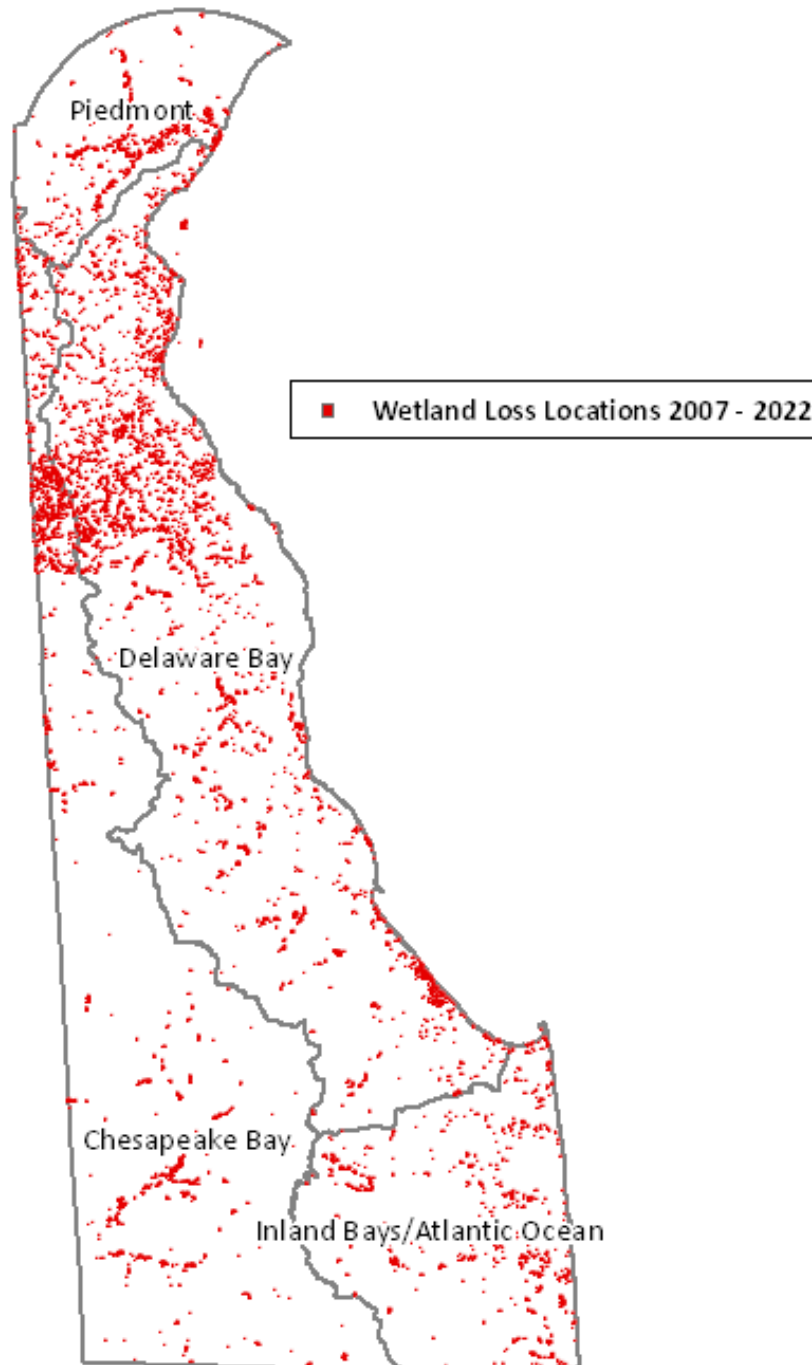 Piedmont
Wetland Loss Locations 2007 - 2022
Delaware Bay
Chesapeake Bay
Inland Bays/Atlantic Ocean